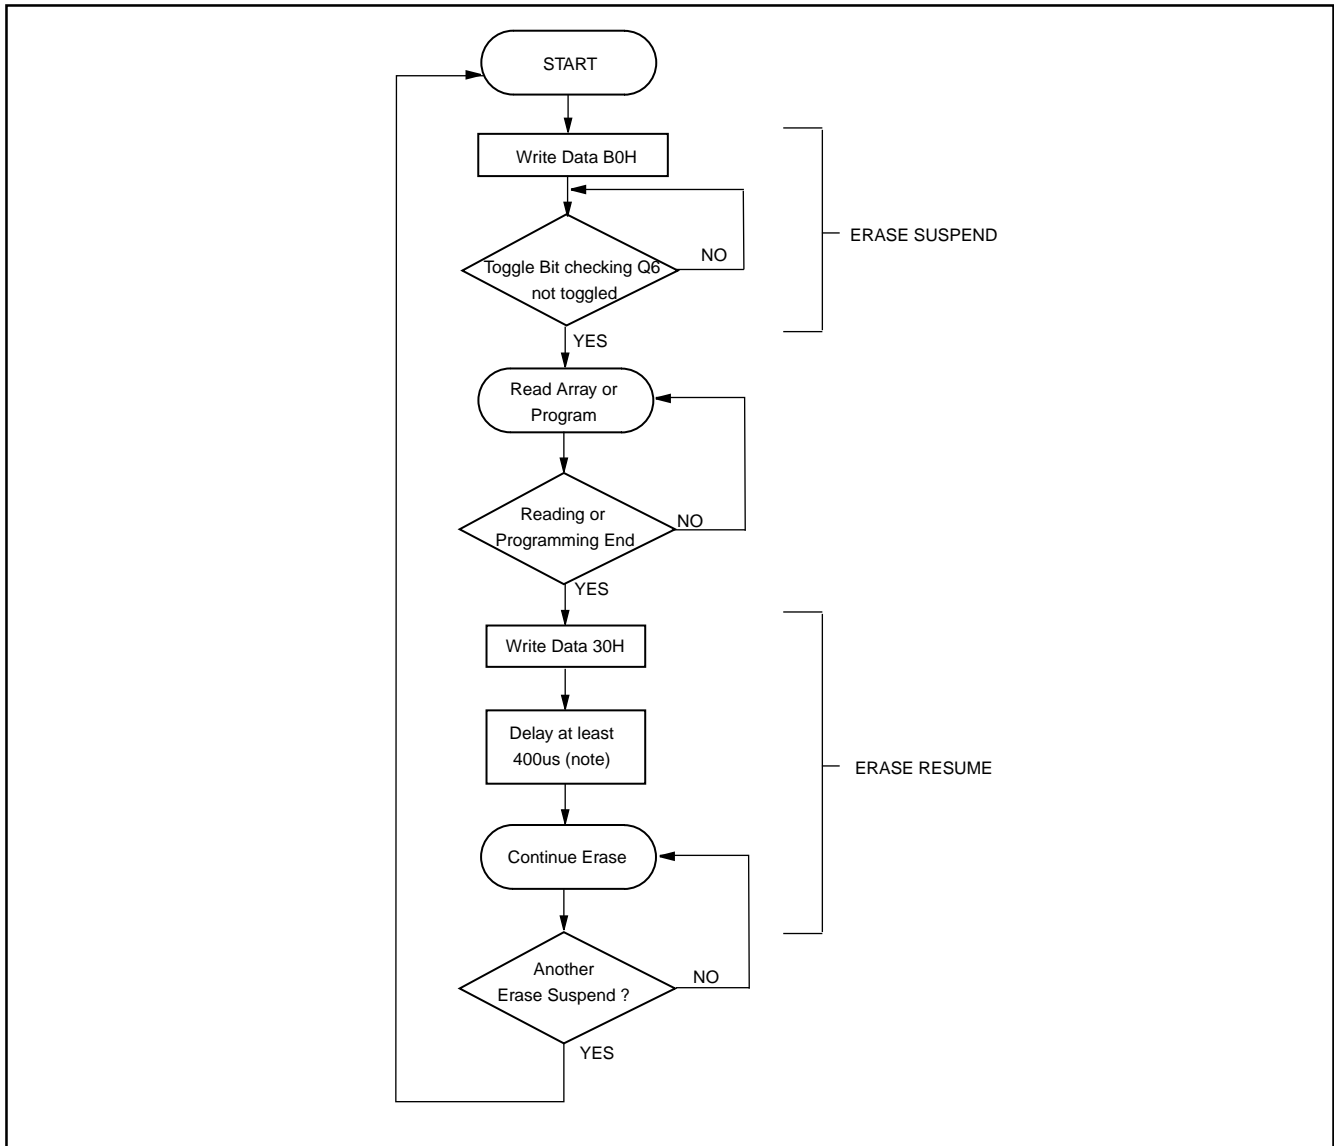 START
Write Data B0H
ERASE SUSPEND
NO
Toggle Bit checking Q6
not toggled
YES
Read Array or
Program
Reading or
Programming End
NO
YES
Write Data 30H
Delay at least
400us (note)
ERASE RESUME
Continue Erase
Another
Erase Suspend ?
NO
YES